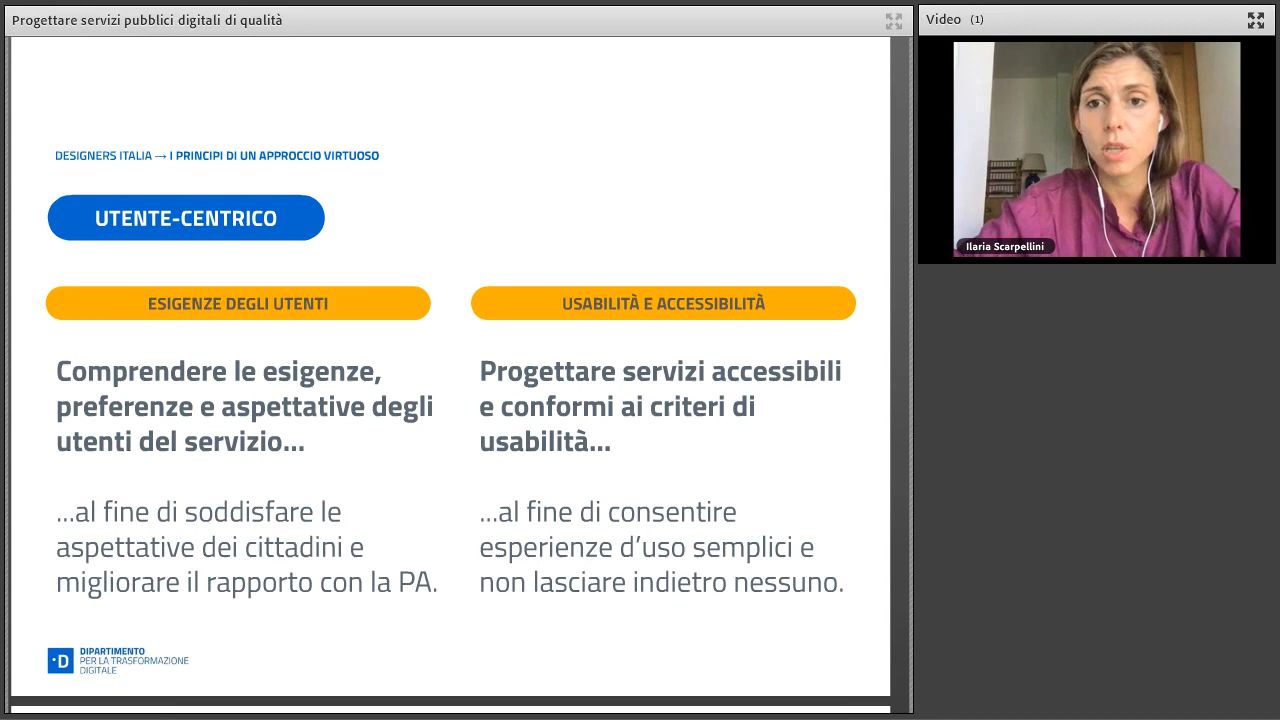 Progettare servizi pubblici digitali di qualità
Video (1)
DESIGNERS ITALIA → I PRINCIPI DI UN APPROCCIO VIRTUOSO
UTENTE-CENTRICO
ESIGENZE DEGLI UTENTI
Comprendere le esigenze,
preferenze e aspettative degli
utenti del servizio...
...al fine di soddisfare le
aspettative dei cittadini e
migliorare il rapporto con la PA.
USABILITÀ E ACCESSIBILITÀ
Progettare servizi accessibili
e conformi ai criteri di
usabilità...
...al fine di consentire
esperienze d’uso semplici e
non lasciare indietro nessuno.
·D
DIPARTIMENTO
PER LA TRASFORMAZIONE
DIGITALE
Ilaria Scarpellini